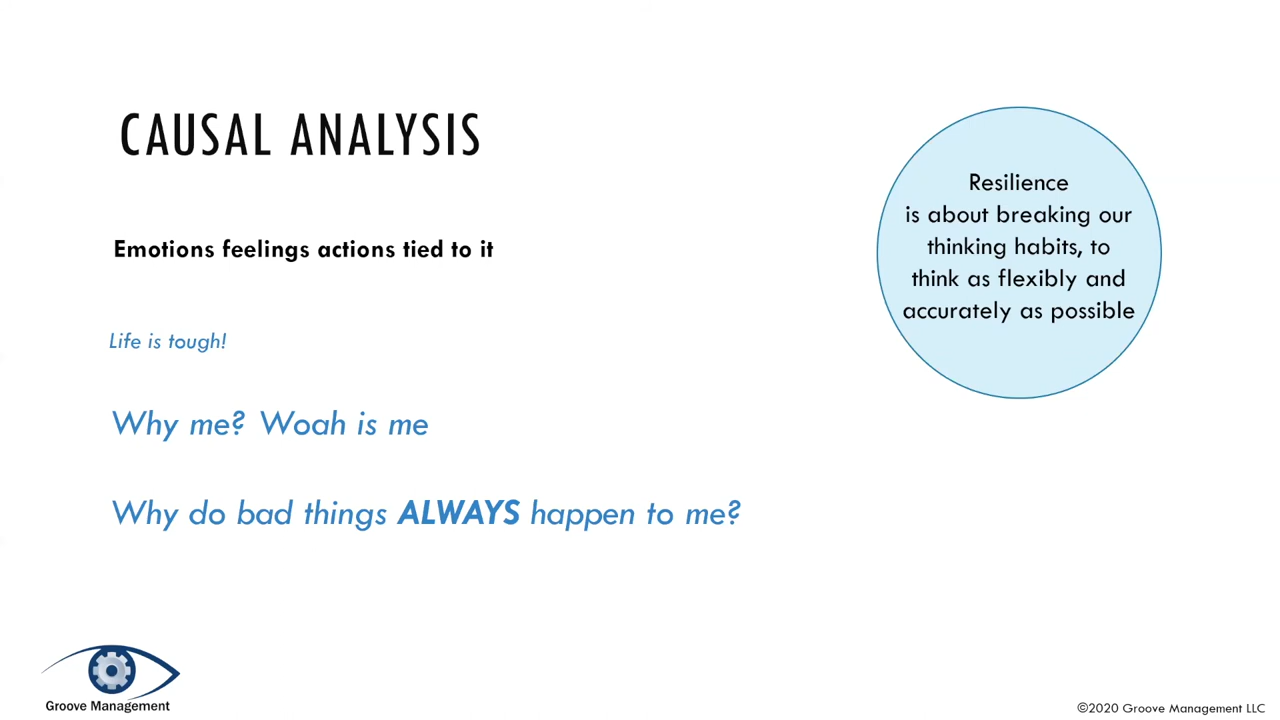 CAUSAL ANALYSIS
Emotions feelings actions tied to it
Life is tough!
Why me? Woah is me
Why do bad things ALWAYS happen to me?
Resilience
is about breaking our
thinking habits, to
think as flexibly and
accurately as possible
Groove Management
©2020 Groove Management LLC